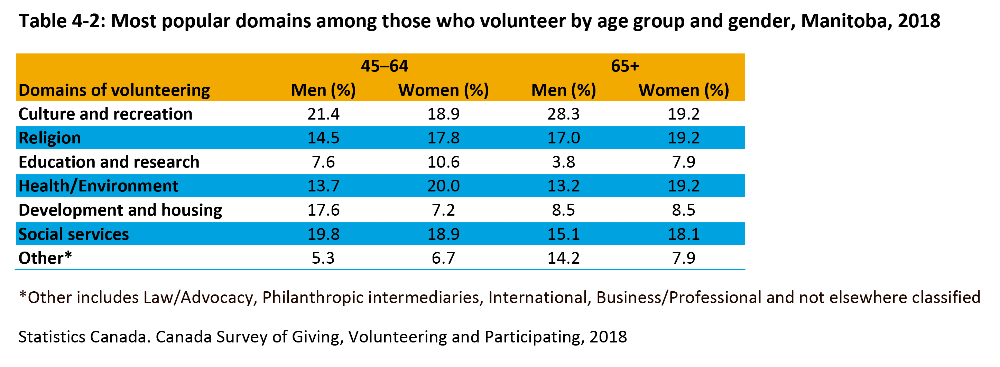 Table 4-2: Most popular domains among those who volunteer by age group and gender, Manitoba, 2018
45–64 65+
Domains of volunteering Men (%) Women (%) Men (%) Women (%)
Culture and recreation 21.4 18.9 28.3 19.2
Religion 14.5 17.8 17.0 19.2
Education and research 7.6 10.6 3.8 7.9
Health/Environment 13.7 20.0 13.2 19.2
Development and housing 17.6 7.2 8.5 8.5
Social services 19.8 18.9 15.1 18.1
Other* 5.3 6.7 14.2 7.9
*Other includes Law/Advocacy, Philanthropic intermediaries, International, Business/Professional and not elsewhere classified
Statistics Canada. Canada Survey of Giving, Volunteering and Participating, 2018